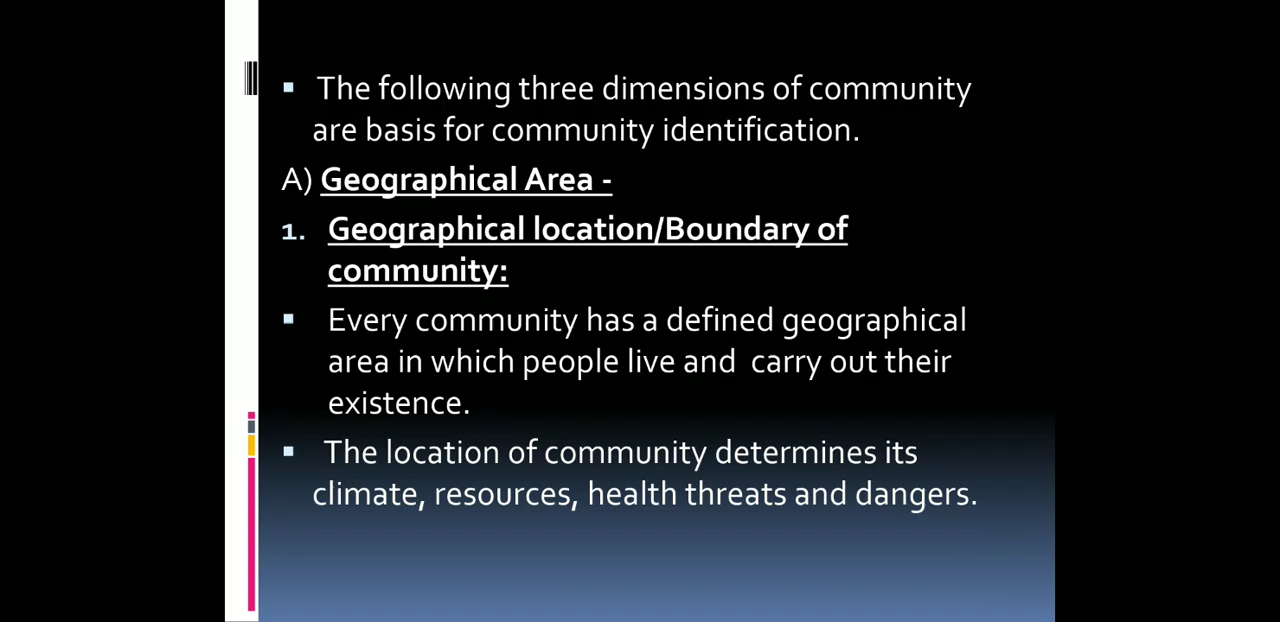 ▪ The following three dimensions of community
are basis for community identification.
A) Geographical Area -
1. Geographical location/Boundary of
community:
▪ Every community has a defined geographical
area in which people live and carry out their
existence.
▪ The location of community determines its
climate, resources, health threats and dangers.